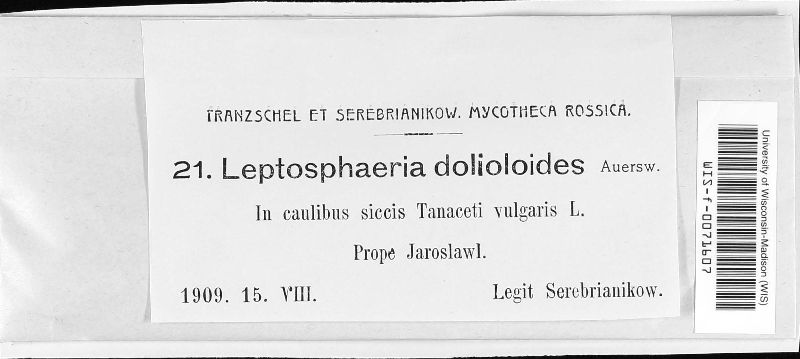 TRANZSCHEL ET SEREBRIANIKOW. MYCOTHECA ROSSICA.
21. Leptosphaeria dolioloides Auersw.
In caulibus siccis Tanaceti vulgaris L.
Prope Jaroslawl.
1909. 15. VIII.
Legit Serebrianikow.
University of Wisconsin-Madison (WIS)
WIS-f-0071607